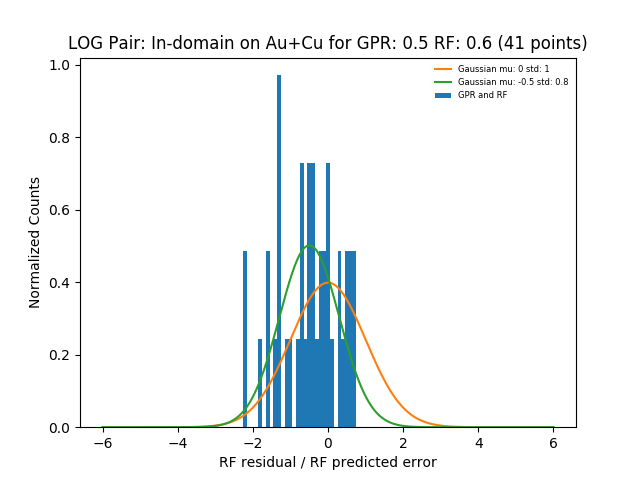 LOG Pair: In-domain on Au+Cu for GPR: 0.5 RF: 0.6 (41 points)
Gaussian mu: 0 std: 1
Gaussian mu: -0.5 std: 0.8
GPR and RF
Normalized Counts
1.0
0.8
0.6
0.4
0.2
0.0
−6 −4 −2 0 2 4 6
RF residual / RF predicted error